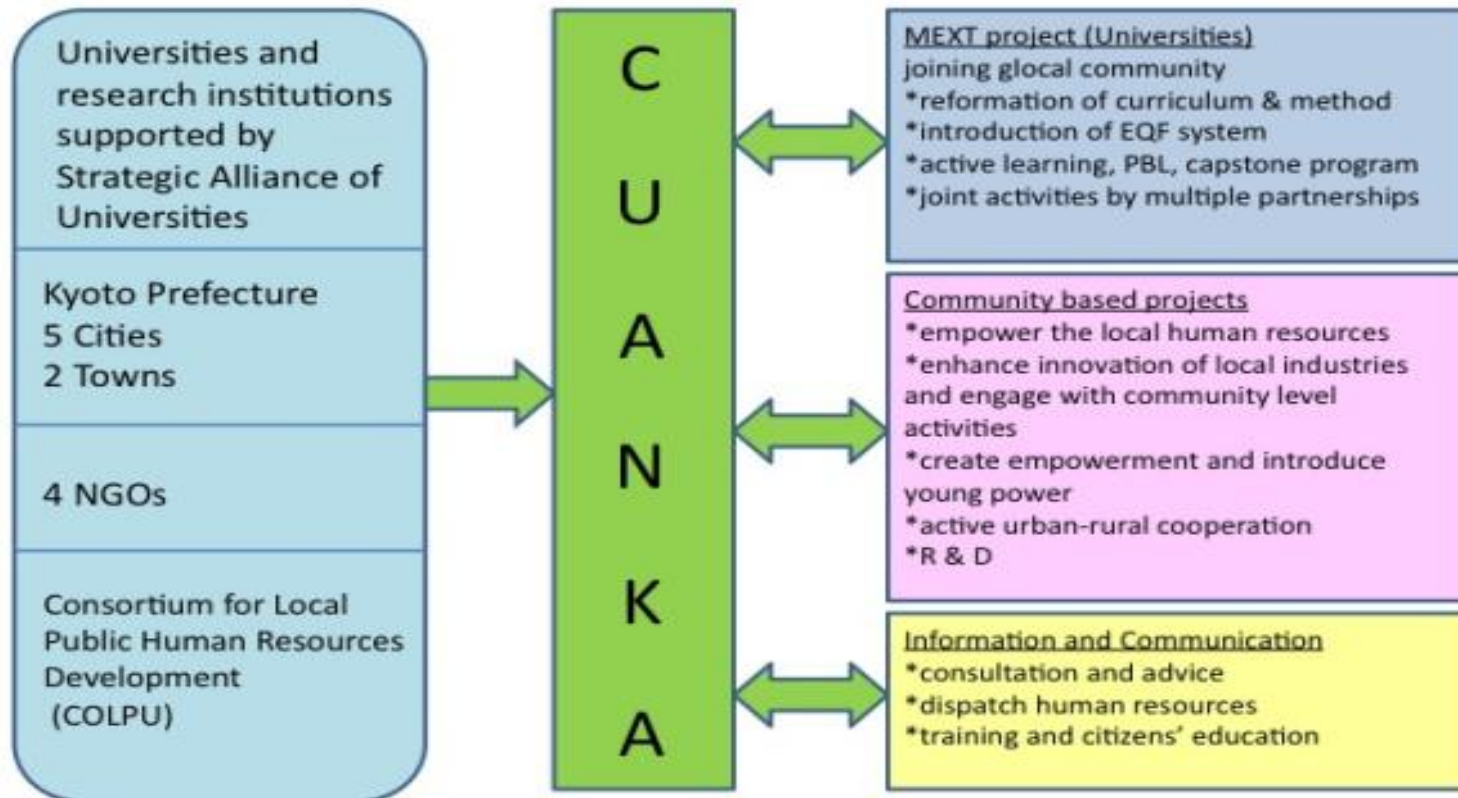 Universities and
research institutions
supported by
Strategic Alliance of
Universities
Kyoto Prefecture
5 Cities
2 Towns
4 NGOs
Consortium for Local
Public Human Resources
Development
(COLPU)
C
U
A
N
K
A
MEXT project (Universities)
joining glocal community
*reformation of curriculum & method
*introduction of EQF system
*active learning, PBL, capstone program
*joint activities by multiple partnerships
Community based projects
*empower the local human resources
*enhance innovation of local industries
and engage with community level
activities
*create empowerment and introduce
young power
*active urban-rural cooperation
*R & D
Information and Communication
*consultation and advice
*dispatch human resources
*training and citizens’ education